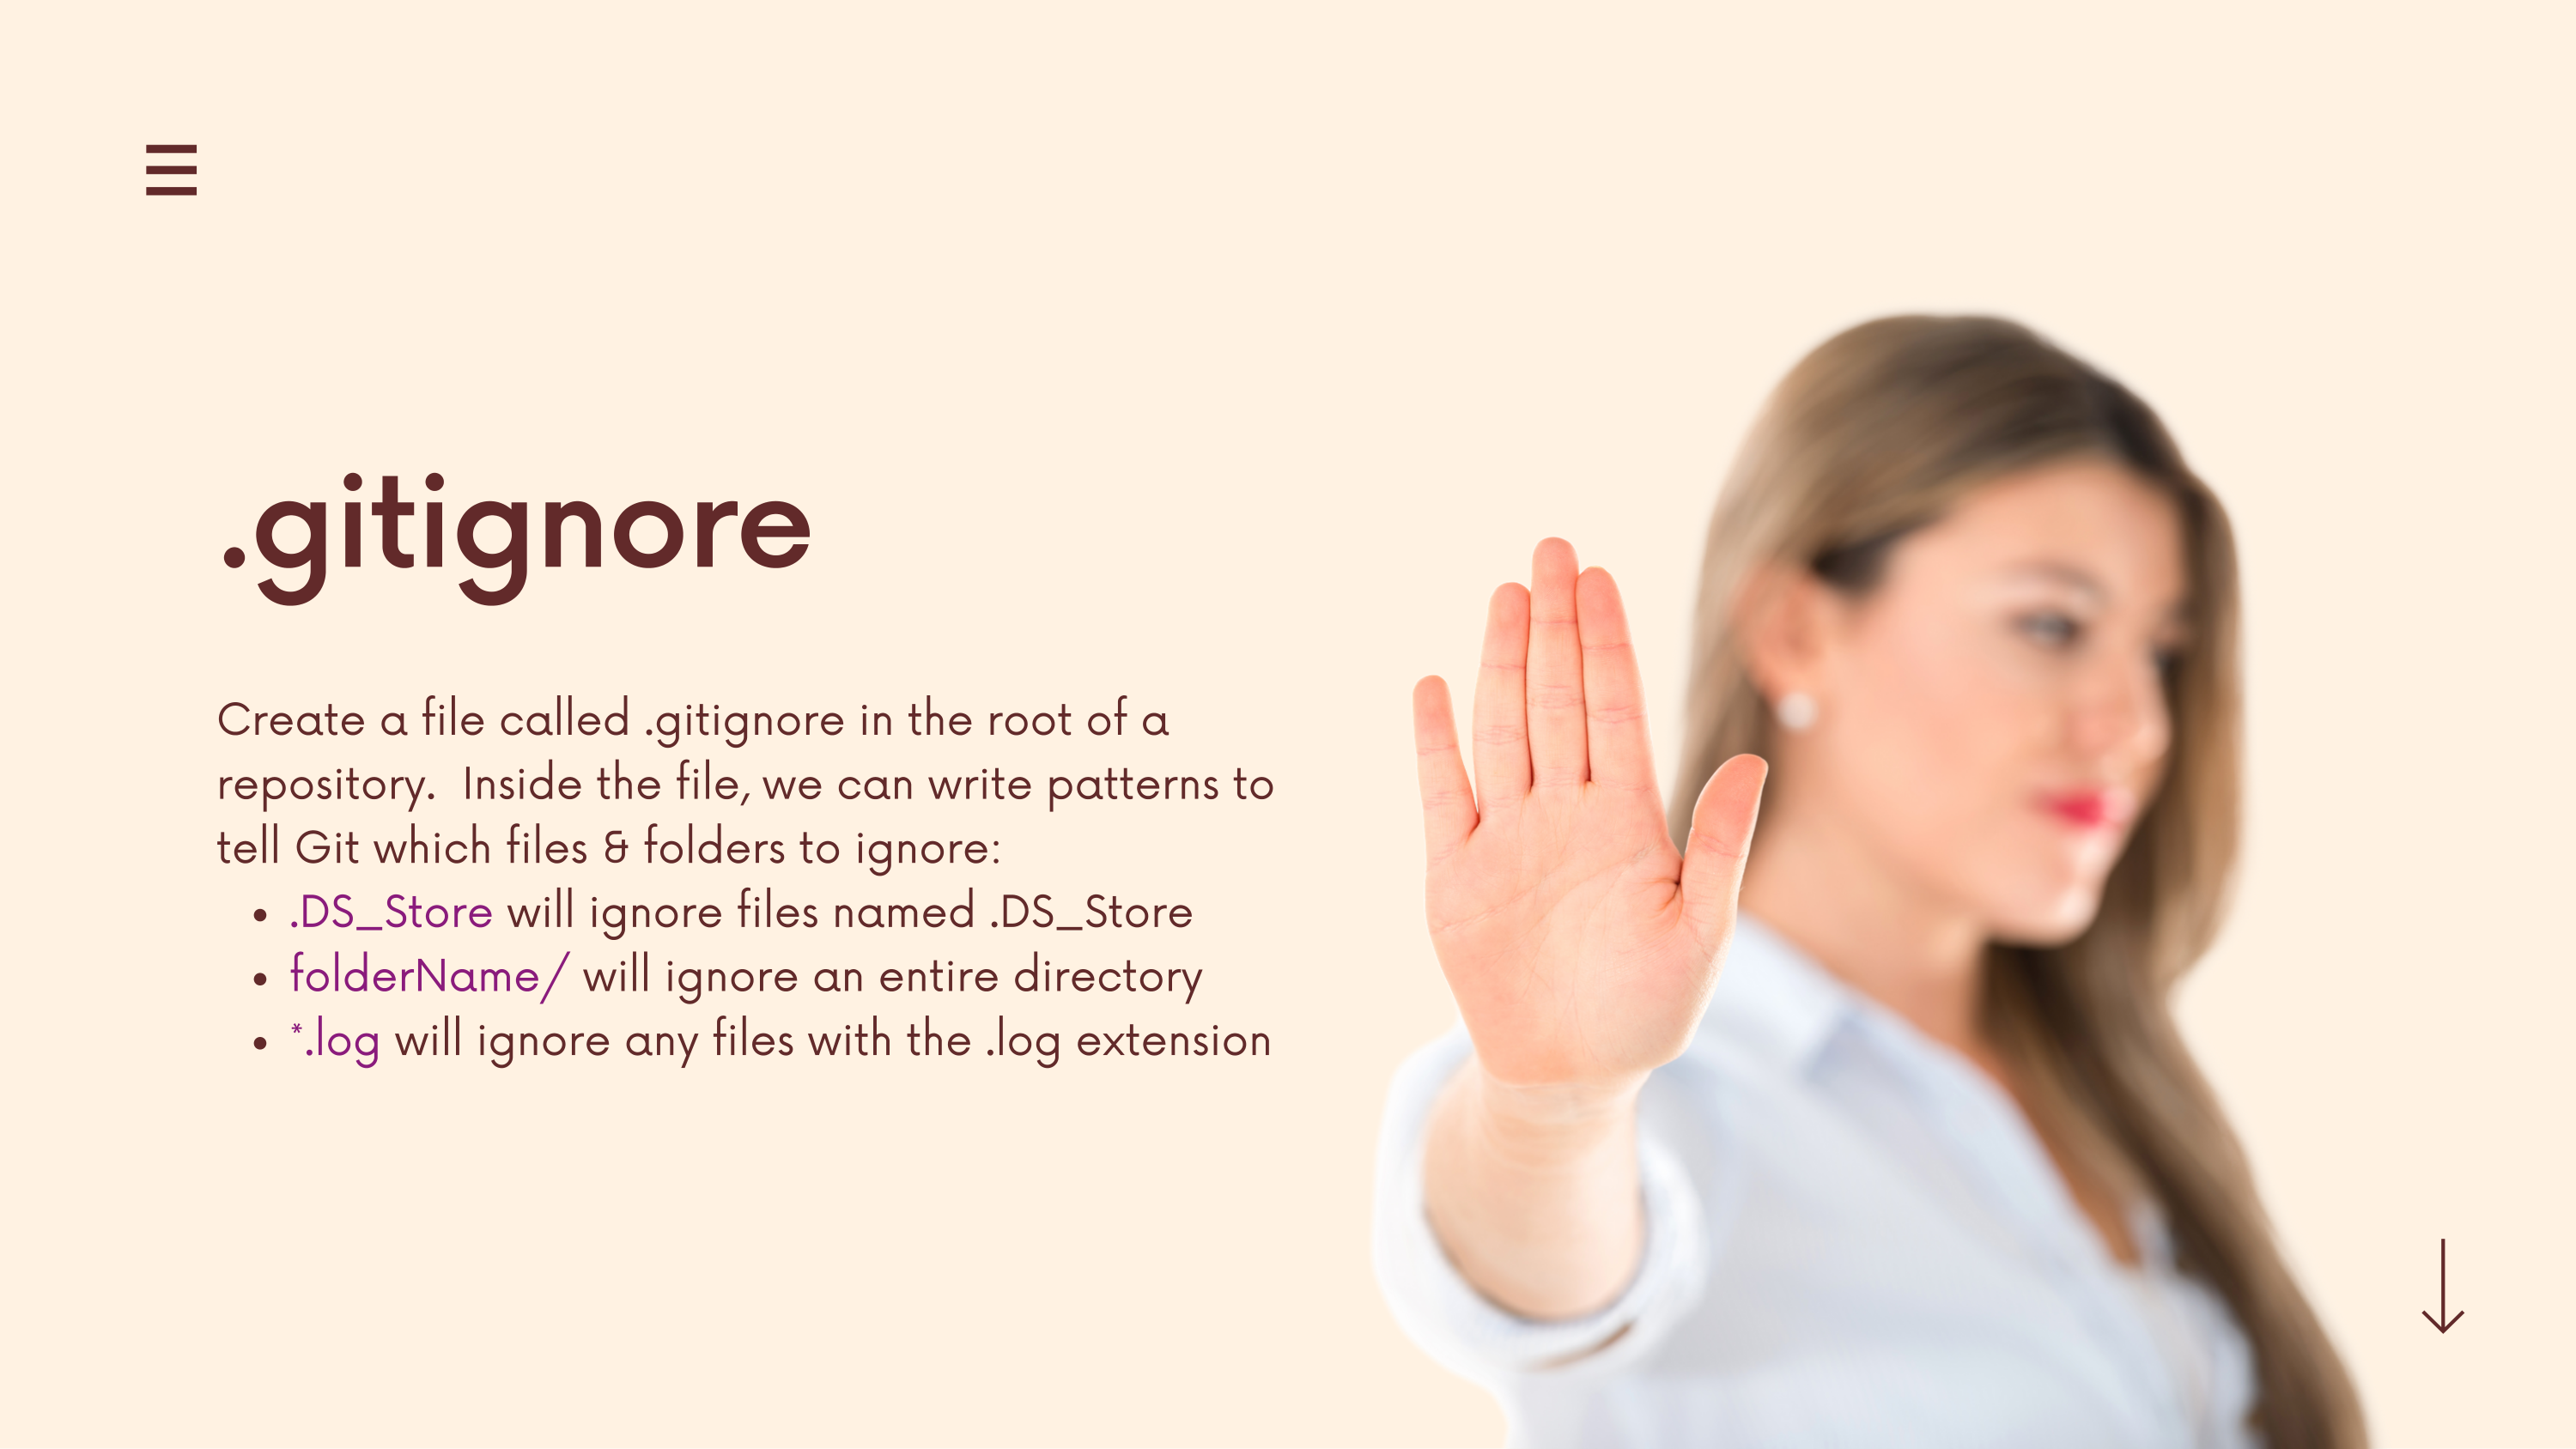 .gitignore
Create a file called .gitignore in the root of a
repository.  Inside the file, we can write patterns to
tell Git which files & folders to ignore:
• .DS_Store will ignore files named .DS_Store
• folderName/ will ignore an entire directory
• *.log will ignore any files with the .log extension